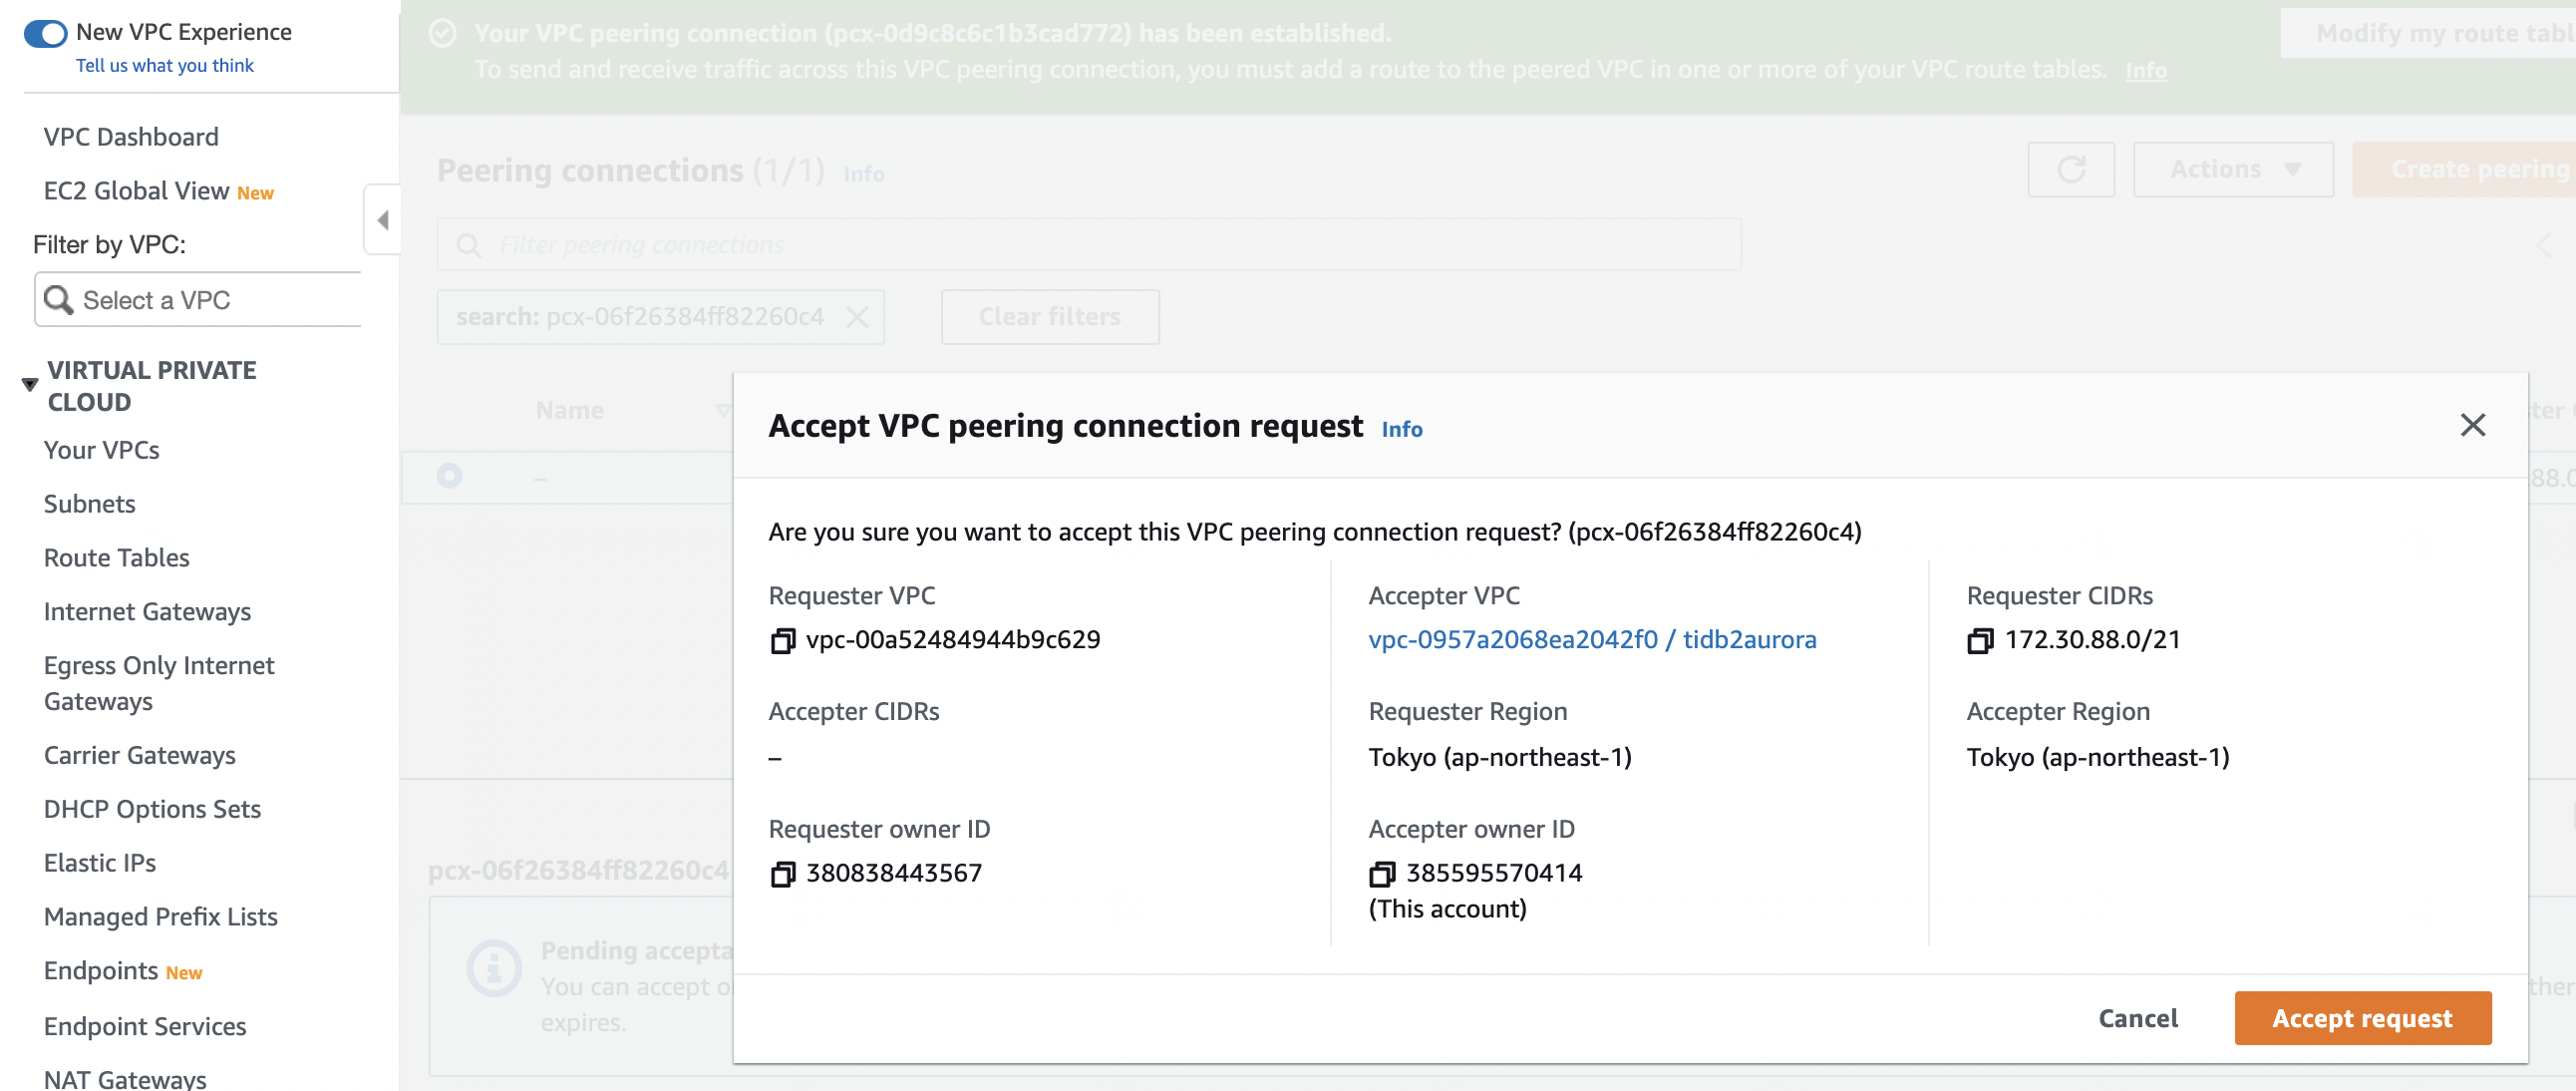 New VPC Experience
Tell us what you think
VPC Dashboard
EC2 Global View New
Filter by VPC:
Select a VPC
VIRTUAL PRIVATE
CLOUD
Your VPCs
Subnets
Route Tables
Internet Gateways
Egress Only Internet
Gateways
Carrier Gateways
DHCP Options Sets
Elastic IPs
Managed Prefix Lists
Endpoints New
Endpoint Services
NAT Gateways
Your VPC peering connection (pcx-0d9c8c6c1b3cad772) has been established.
To send and receive traffic across this VPC peering connection, you must add a route to the peered VPC in one or more of your VPC route tables. Info
Modify my route tabl
Peering connections (1/1) Info
Actions
Create peering
Filter peering connections
search: pcx-06f26384ff82260c4
Clear filters
Name
–
88.0
pcx-06f26384ff82260c4
Pending accepta
You can accept o
expires.
Accept VPC peering connection request Info
Are you sure you want to accept this VPC peering connection request? (pcx-06f26384ff82260c4)
Requester VPC
vpc-00a52484944b9c629
Accepter VPC
vpc-0957a2068ea2042f0 / tidb2aurora
Requester CIDRs
172.30.88.0/21
Accepter CIDRs
–
Requester Region
Tokyo (ap-northeast-1)
Accepter Region
Tokyo (ap-northeast-1)
Requester owner ID
380838443567
Accepter owner ID
385595570414
(This account)
Cancel
Accept request